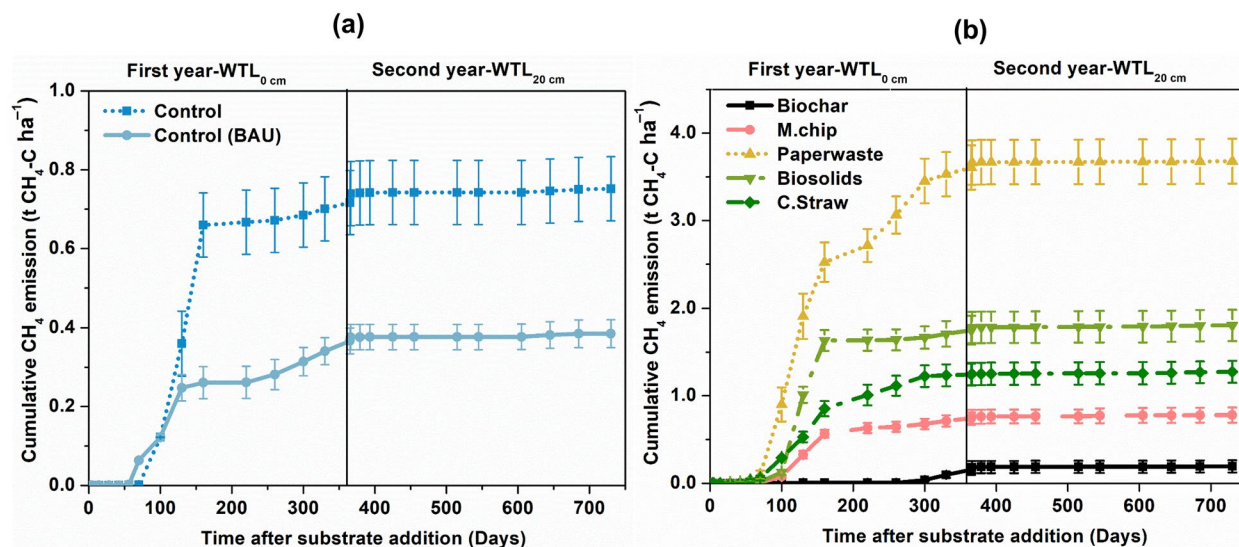 (a)
First year-WTL0 cm
Second year-WTL20 cm
Control
Control (BAU)
Cumulative CH4 emission (t CH4-C ha−1)
1.0
0.8
0.6
0.4
0.2
0.0
0 100 200 300 400 500 600 700
Time after substrate addition (Days)
(b)
First year-WTL0 cm
Second year-WTL20 cm
Biochar
M.chip
Paperwaste
Biosolids
C.Straw
Cumulative CH4 emission (t CH4-C ha−1)
4.0
3.0
2.0
1.0
0.0
0 100 200 300 400 500 600 700
Time after substrate addition (Days)